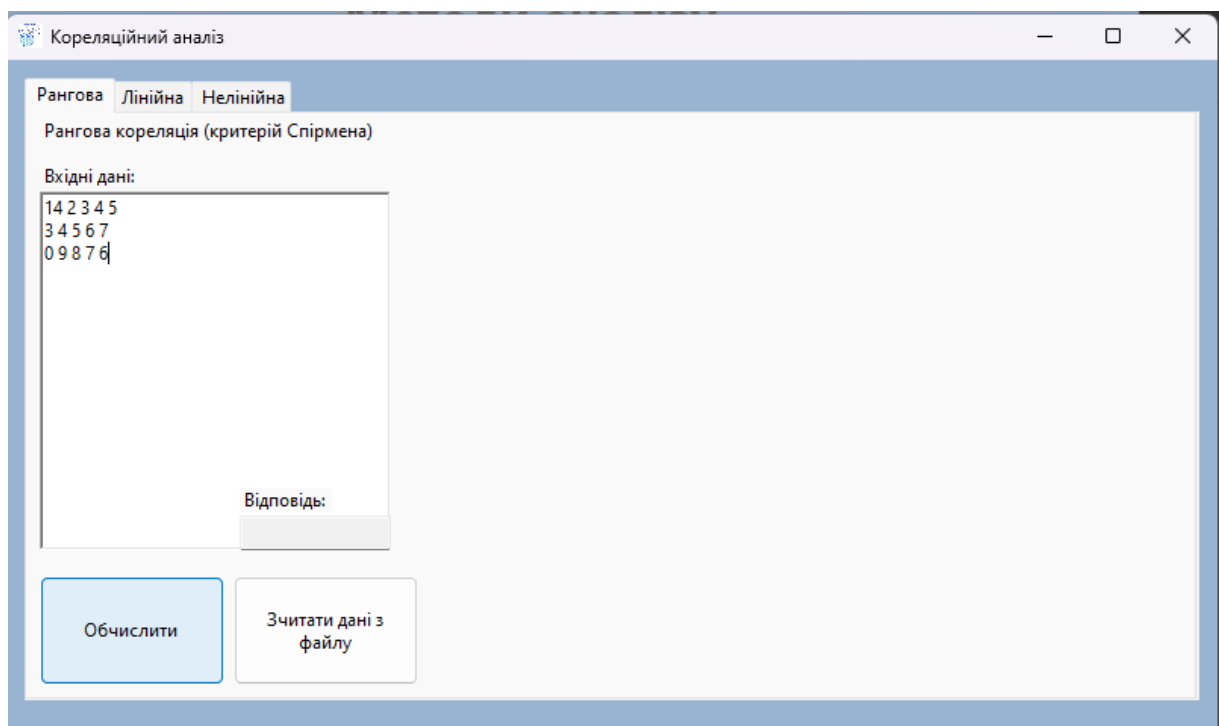 Кореляційний аналіз
Рангова Лінійна Нелінійна
Рангова кореляція (критерій Спірмена)
Вхідні дані:
14 2 3 4 5
3 4 5 6 7
0 9 8 7 6
Відповідь:
Обчислити
Зчитати дані з
файлу